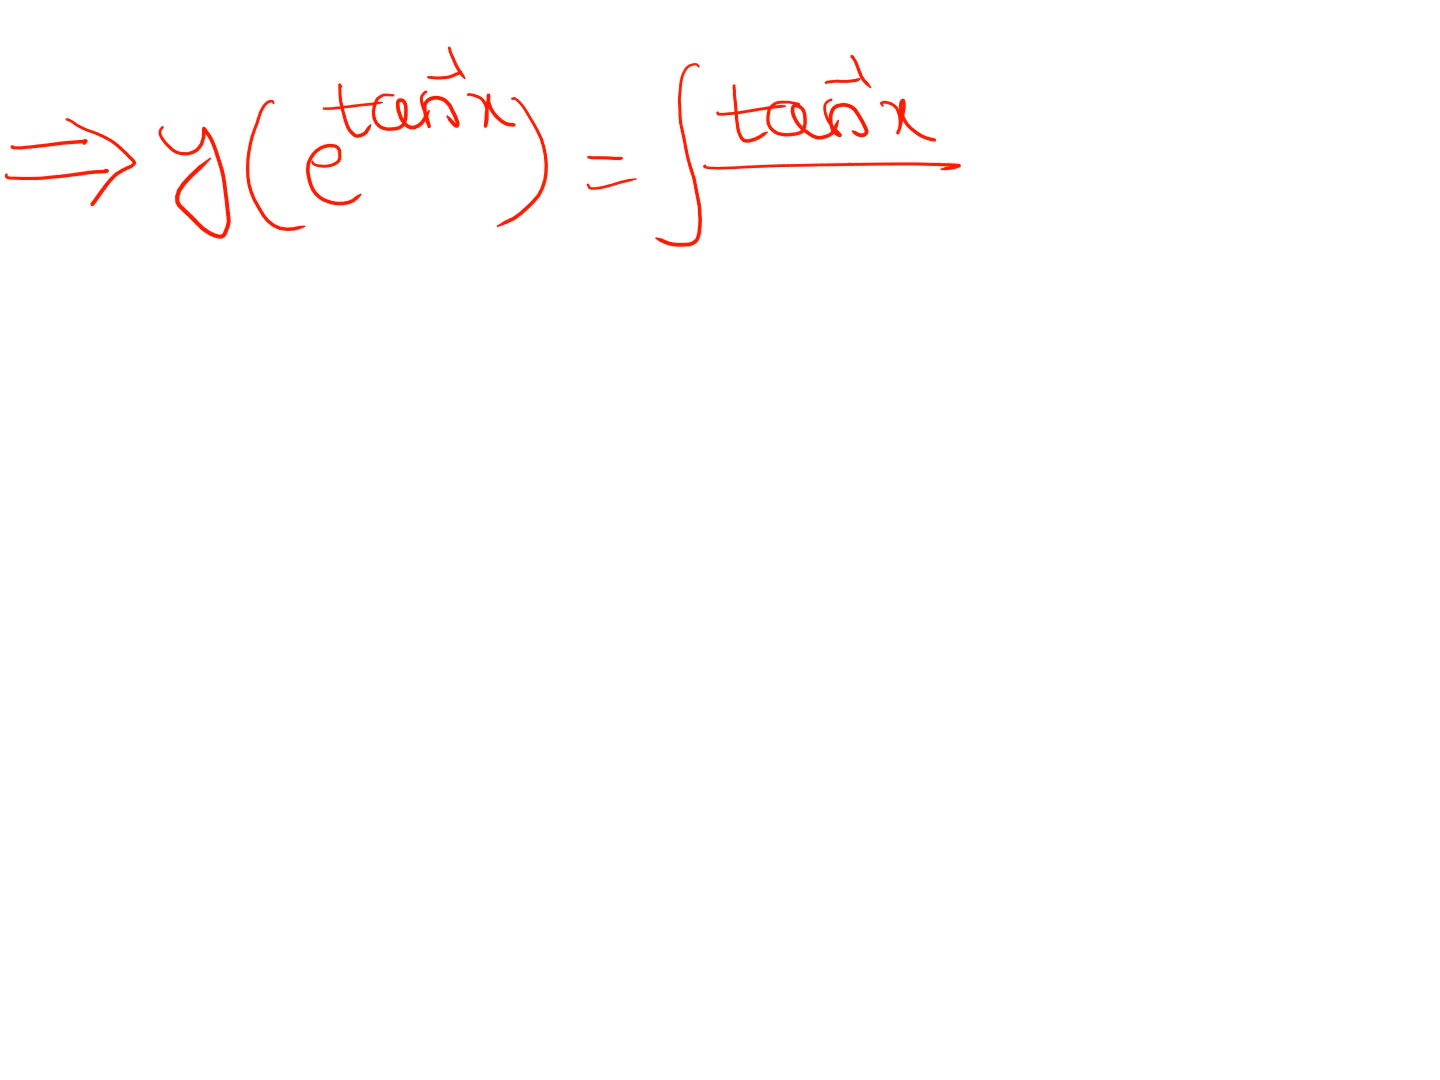 ⇒ y(e^{tan⁻¹x}) = ∫ tan⁻¹x /